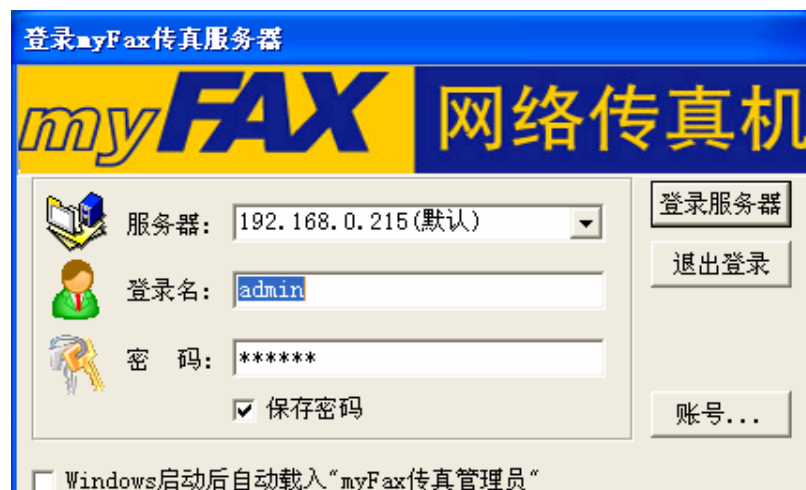 登录myFax传真服务器
myFAX 网络传真机
服务器: 192.168.0.215(默认)
登录服务器
登录名: admin
退出登录
密 码: ******
保存密码
账号...
Windows启动后自动载入“myFax传真管理员”